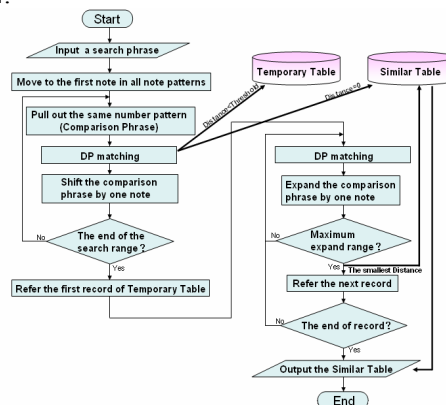 Start
Input a search phrase
Move to the first note in all note patterns
Pull out the same number pattern
(Comparison Phrase)
DP matching
Shift the comparison
phrase by one note
The end of the
search range?
No
Yes
Refer the first record of Temporary Table
Temporary Table
Similar Table
Distance<Threshold
Distance=0
DP matching
Expand the comparison
phrase by one note
Maximum
expand range?
No
Yes
The smallest Distance
Refer the next record
The end of record?
No
Yes
Output the Similar Table
End